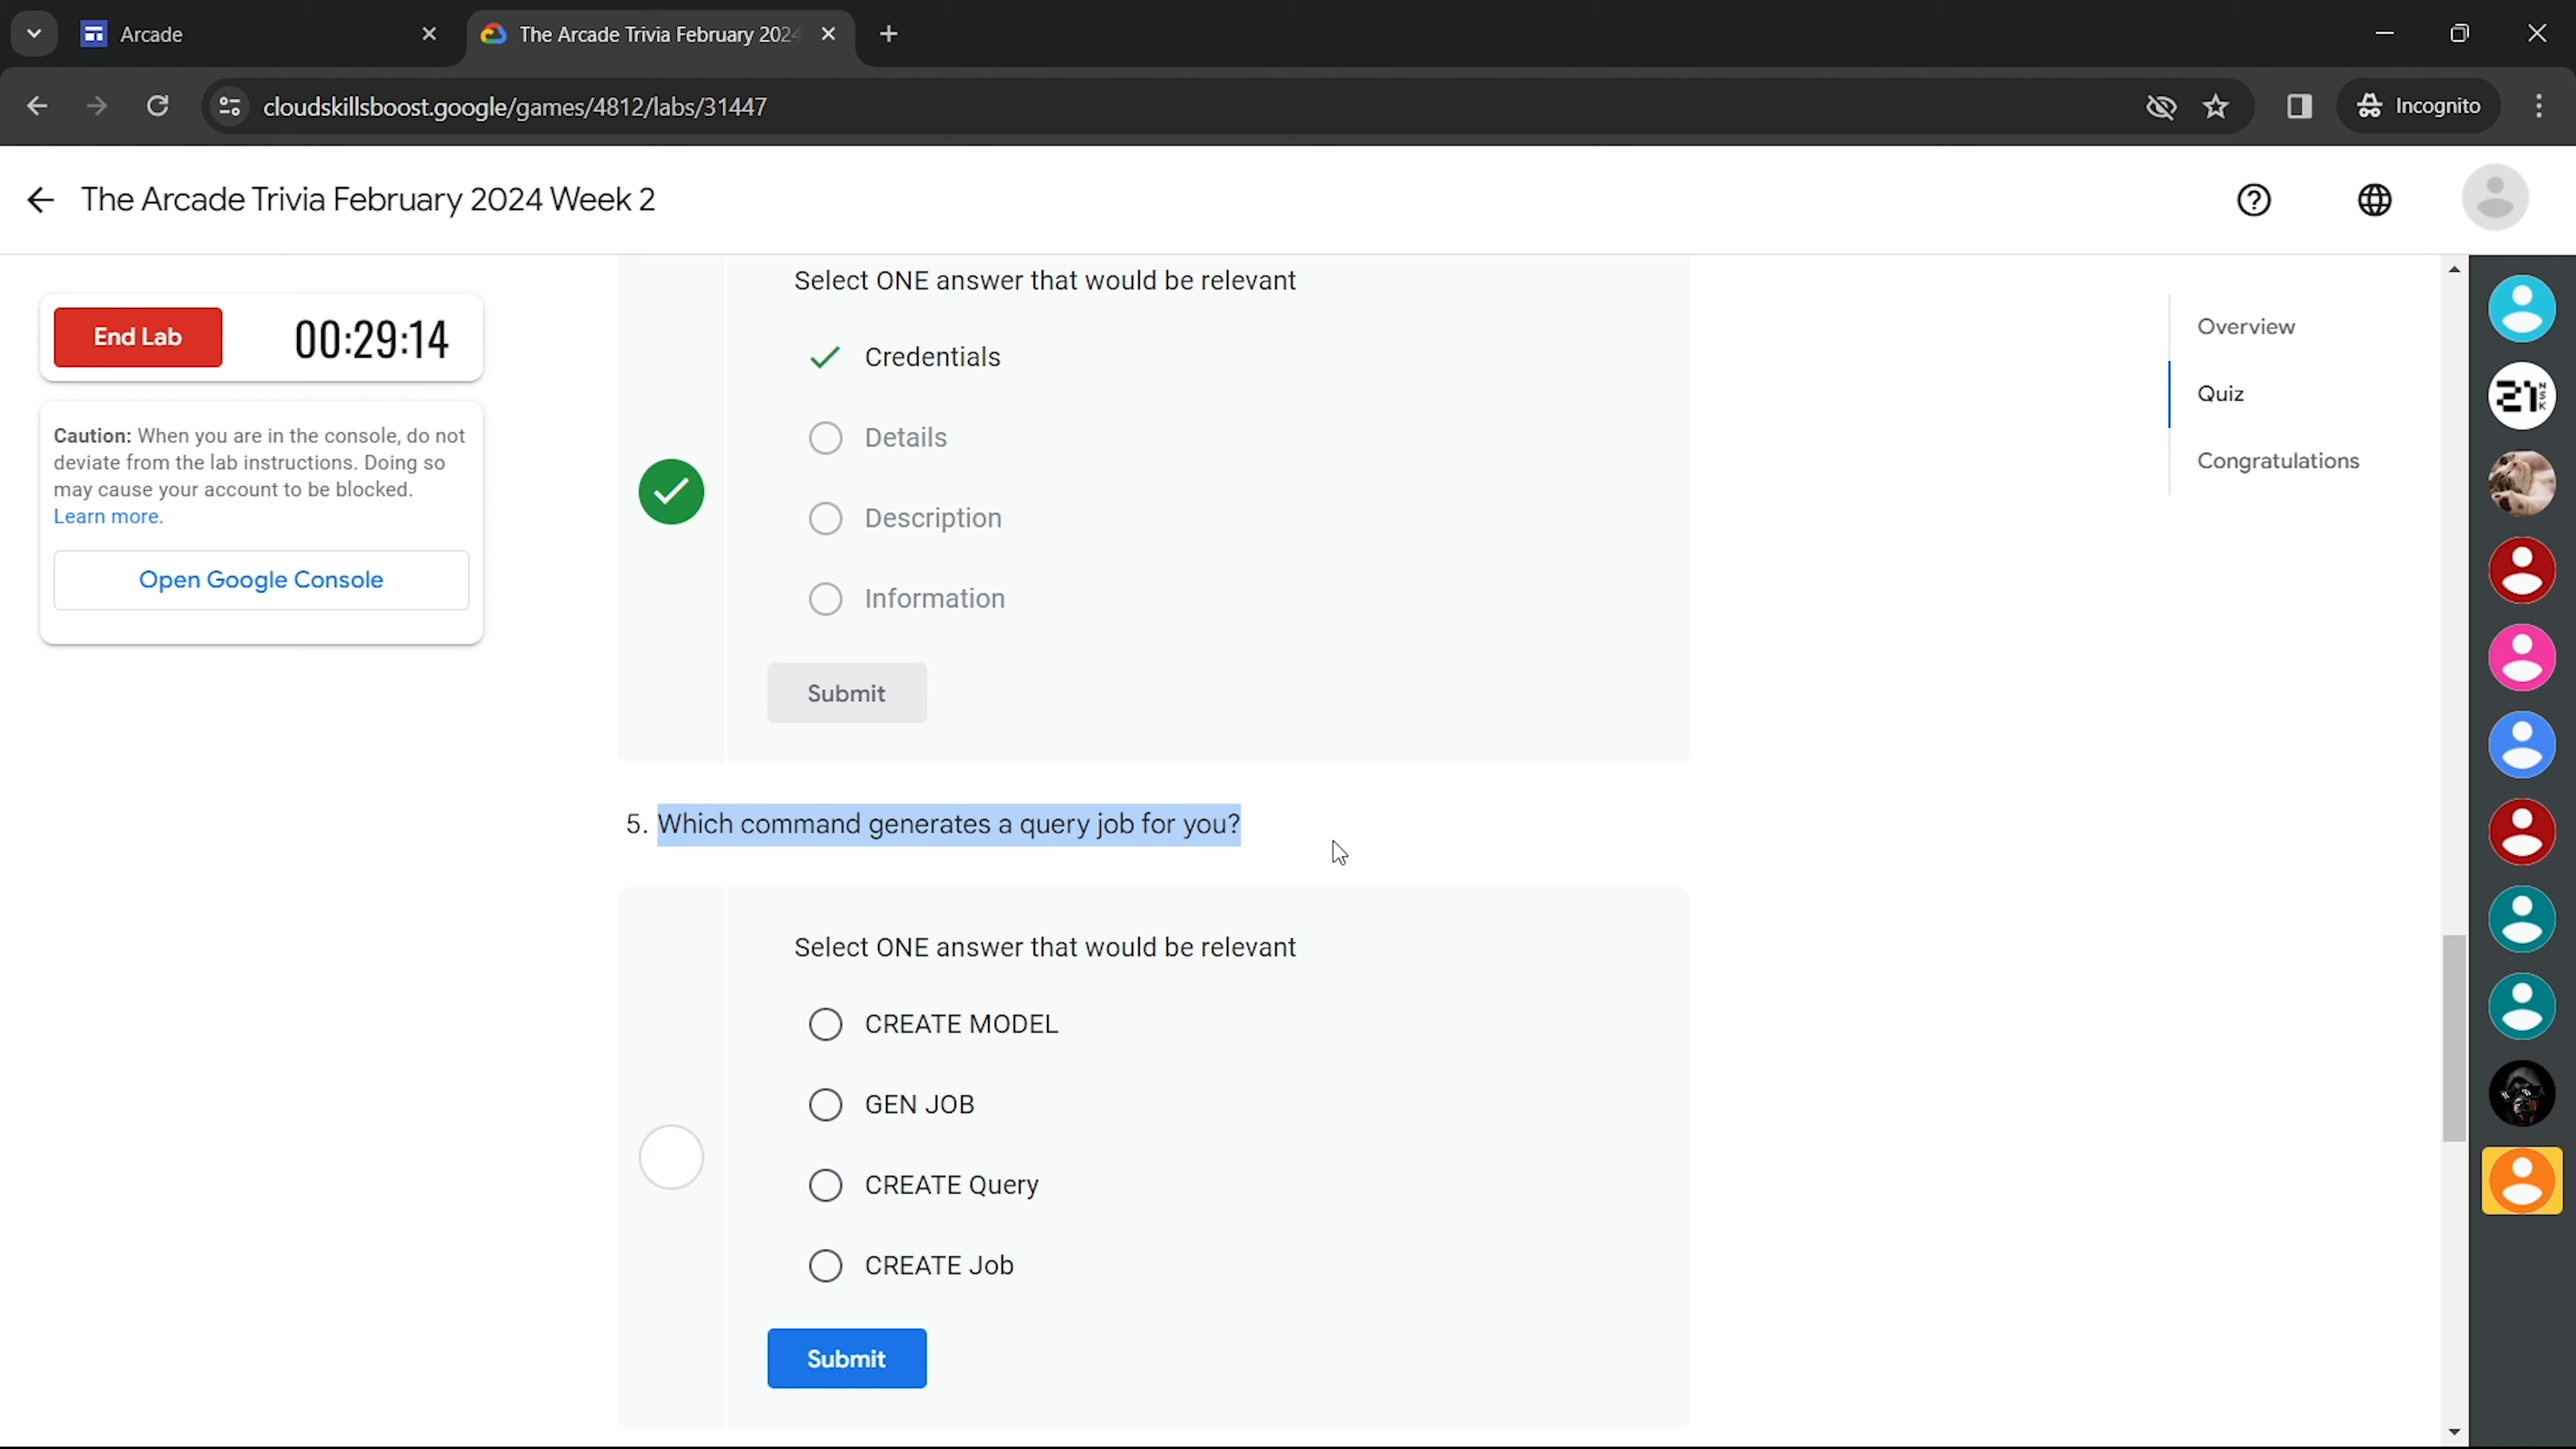 Arcade
The Arcade Trivia February 2024
cloudskillsboost.google/games/4812/labs/31447
Incognito
The Arcade Trivia February 2024 Week 2
End Lab
00:29:14
Caution: When you are in the console, do not
deviate from the lab instructions. Doing so
may cause your account to be blocked.
Learn more.
Open Google Console
Select ONE answer that would be relevant
Credentials
Details
Description
Information
Submit
5. Which command generates a query job for you?
Select ONE answer that would be relevant
CREATE MODEL
GEN JOB
CREATE Query
CREATE Job
Submit
Overview
Quiz
Congratulations
21
NSK